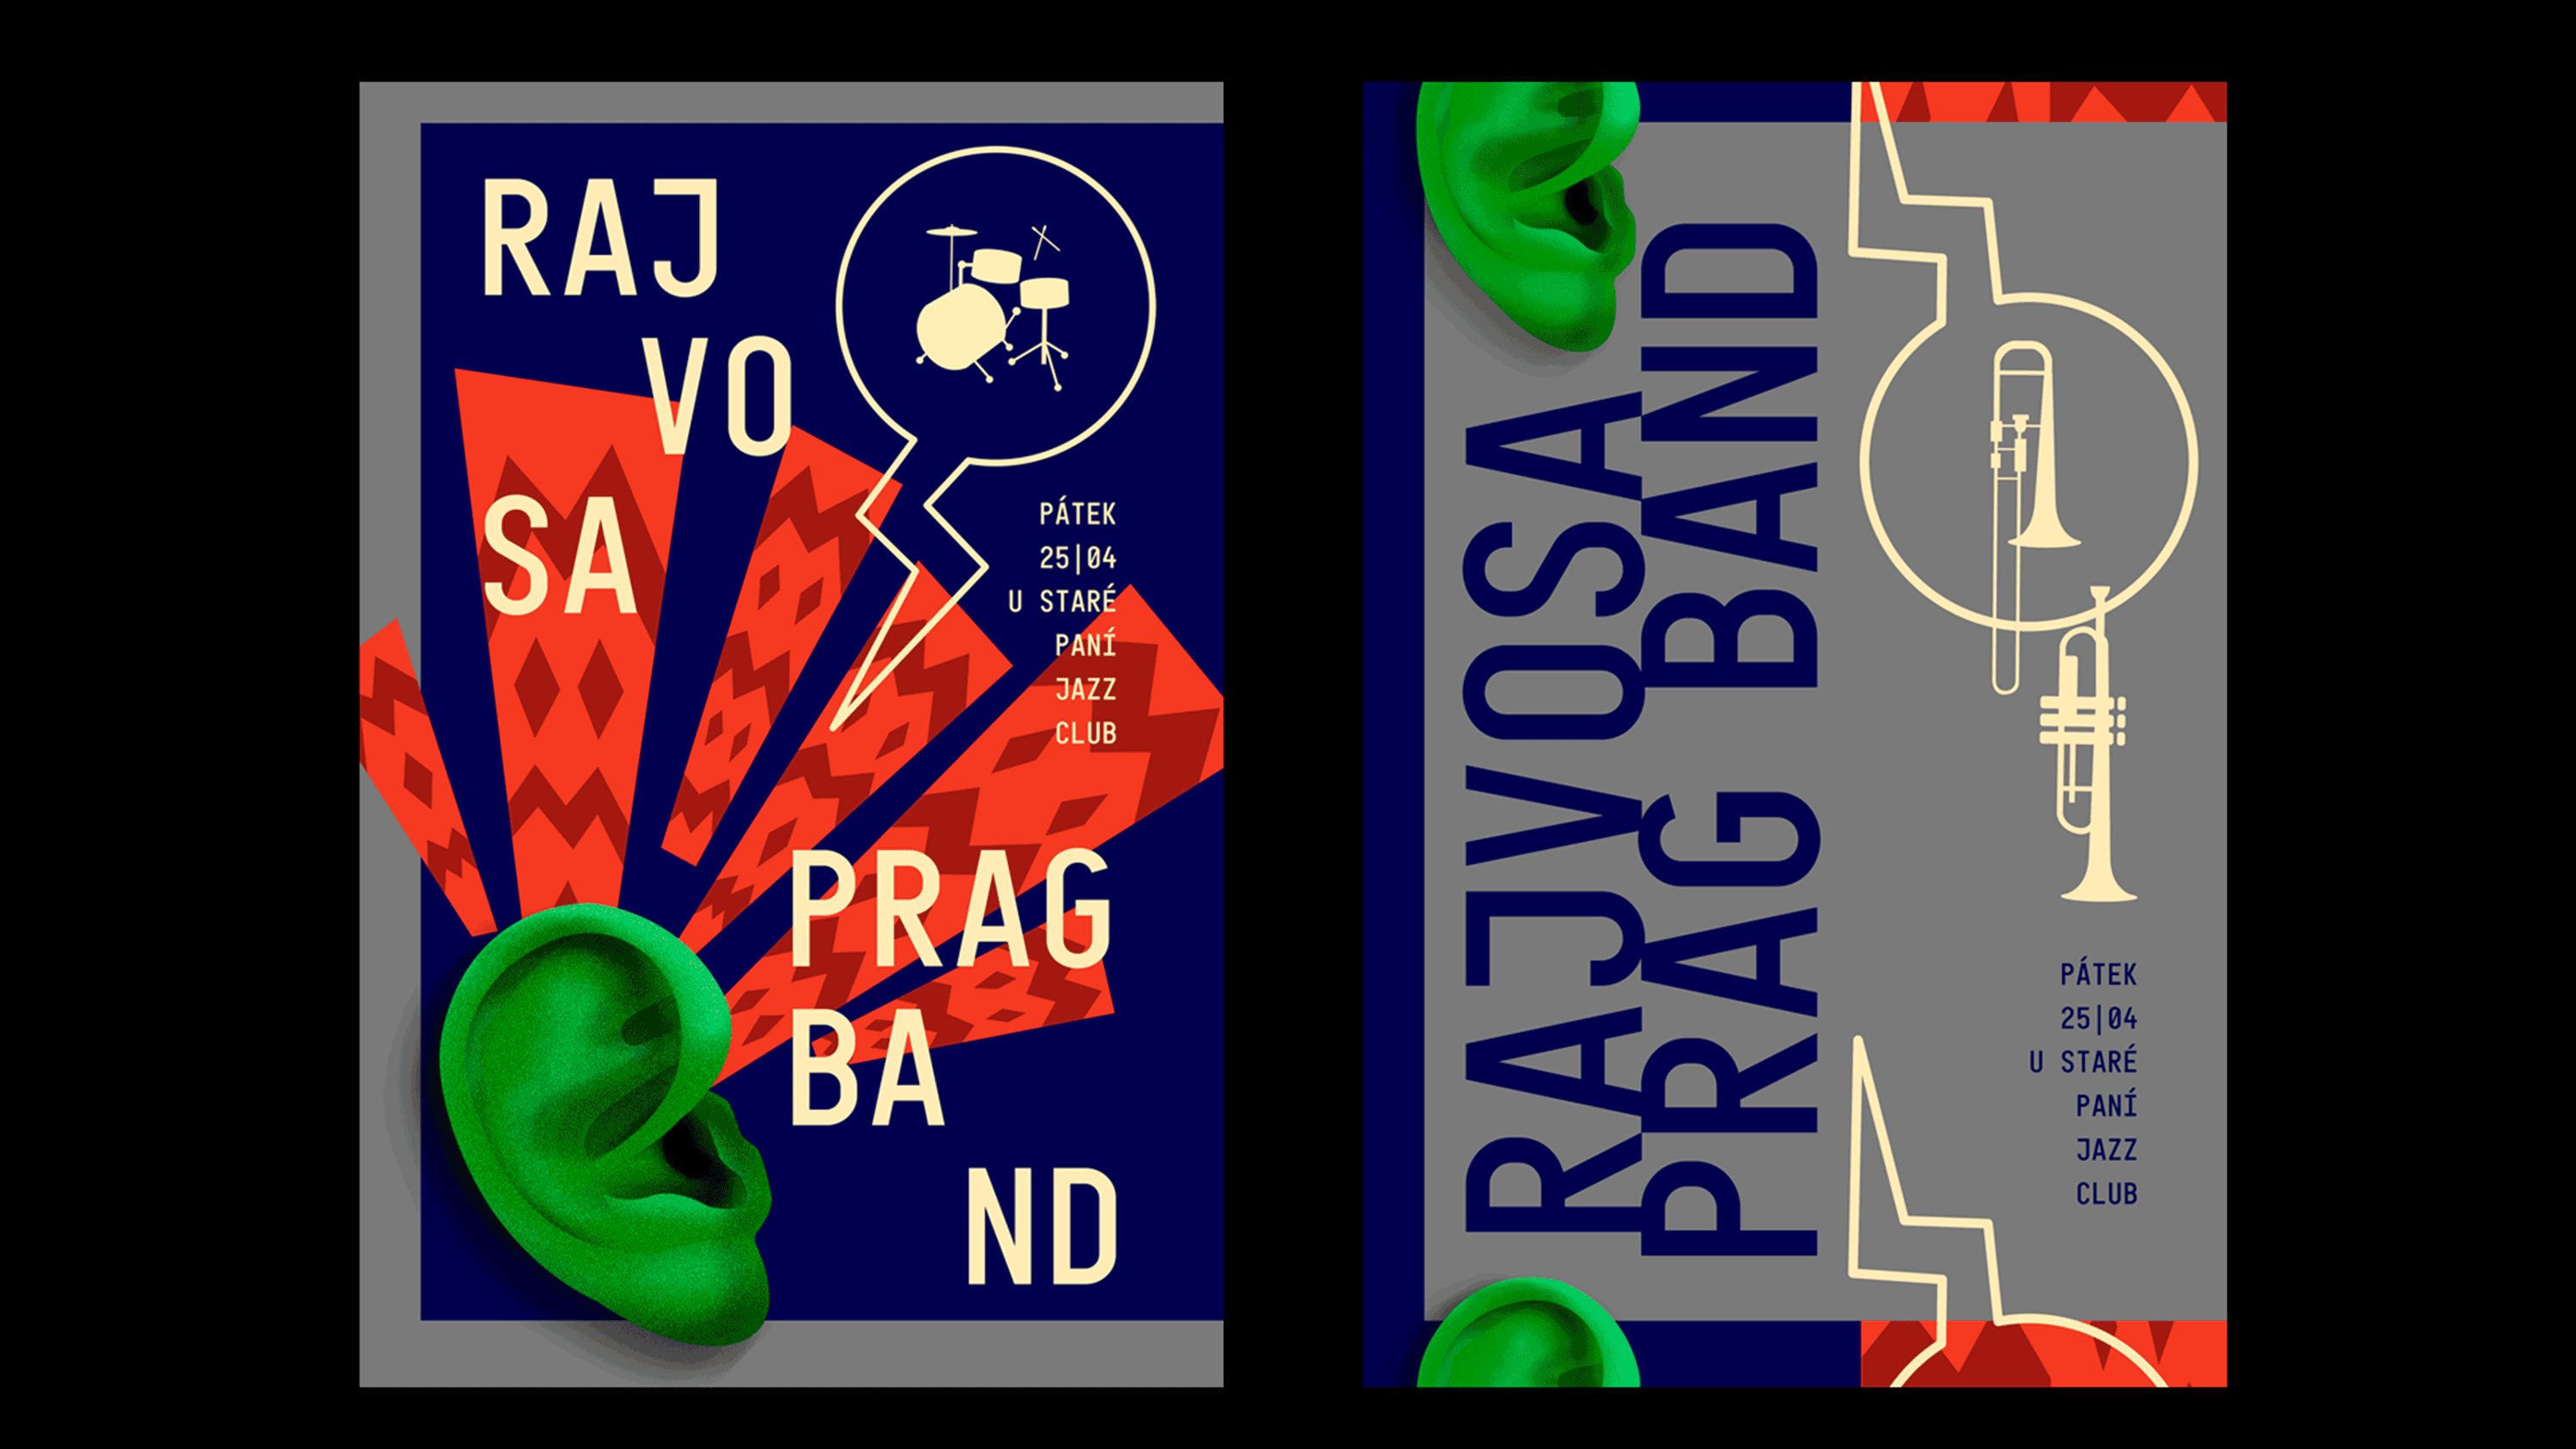 RAJ
VO
SA
PÁTEK
25|04
U STARÉ
PANÍ
JAZZ
CLUB
PRAG
BA
ND
RAJVOSA
PRAG BAND
PÁTEK
25|04
U STARÉ
PANÍ
JAZZ
CLUB